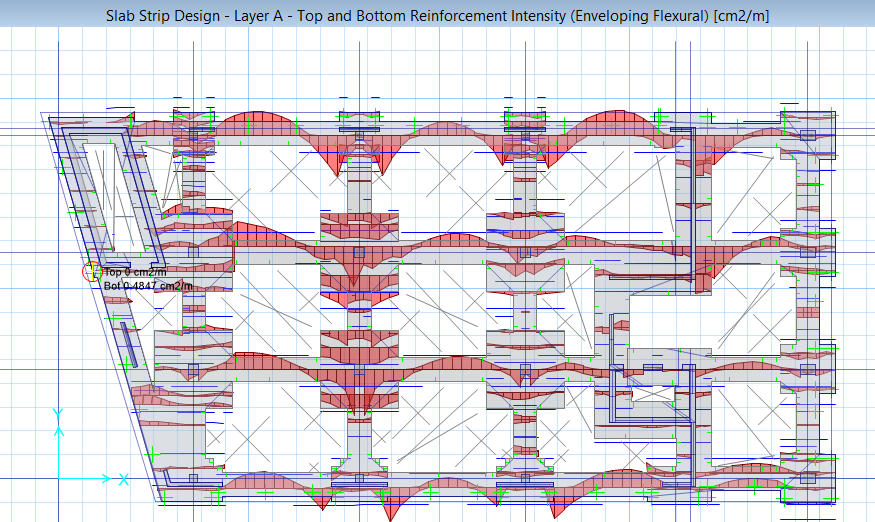 Slab Strip Design - Layer A - Top and Bottom Reinforcement Intensity (Enveloping Flexural) [cm2/m]
Top 0 cm2/m
Bot 0.4847 cm2/m
Y
X